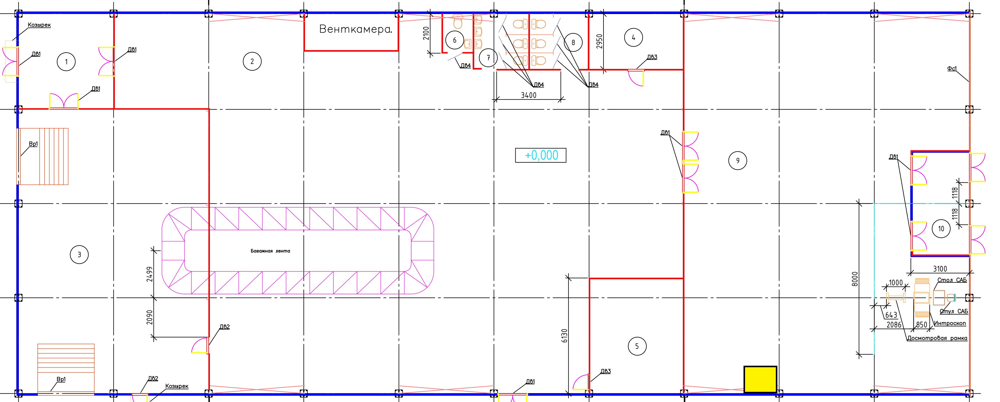 Козырек
Дв1
1
Дв1
Дв1
2
Венткамера.
2100
6
Дв4
7
8
Дв4
Дв4
3400
2950
4
Дв3
Фс1
Вр1
+0,000
Дв1
9
Дв1
1118
1118
10
3
Багажная лента
2499
2090
8000
3100
1000
Стол САБ
Стул САБ
643
2086
850
Интроскоп
Досмотровая рамка
Дв2
6130
5
Вр1
Дв2
Козырек
Дв1
Дв3